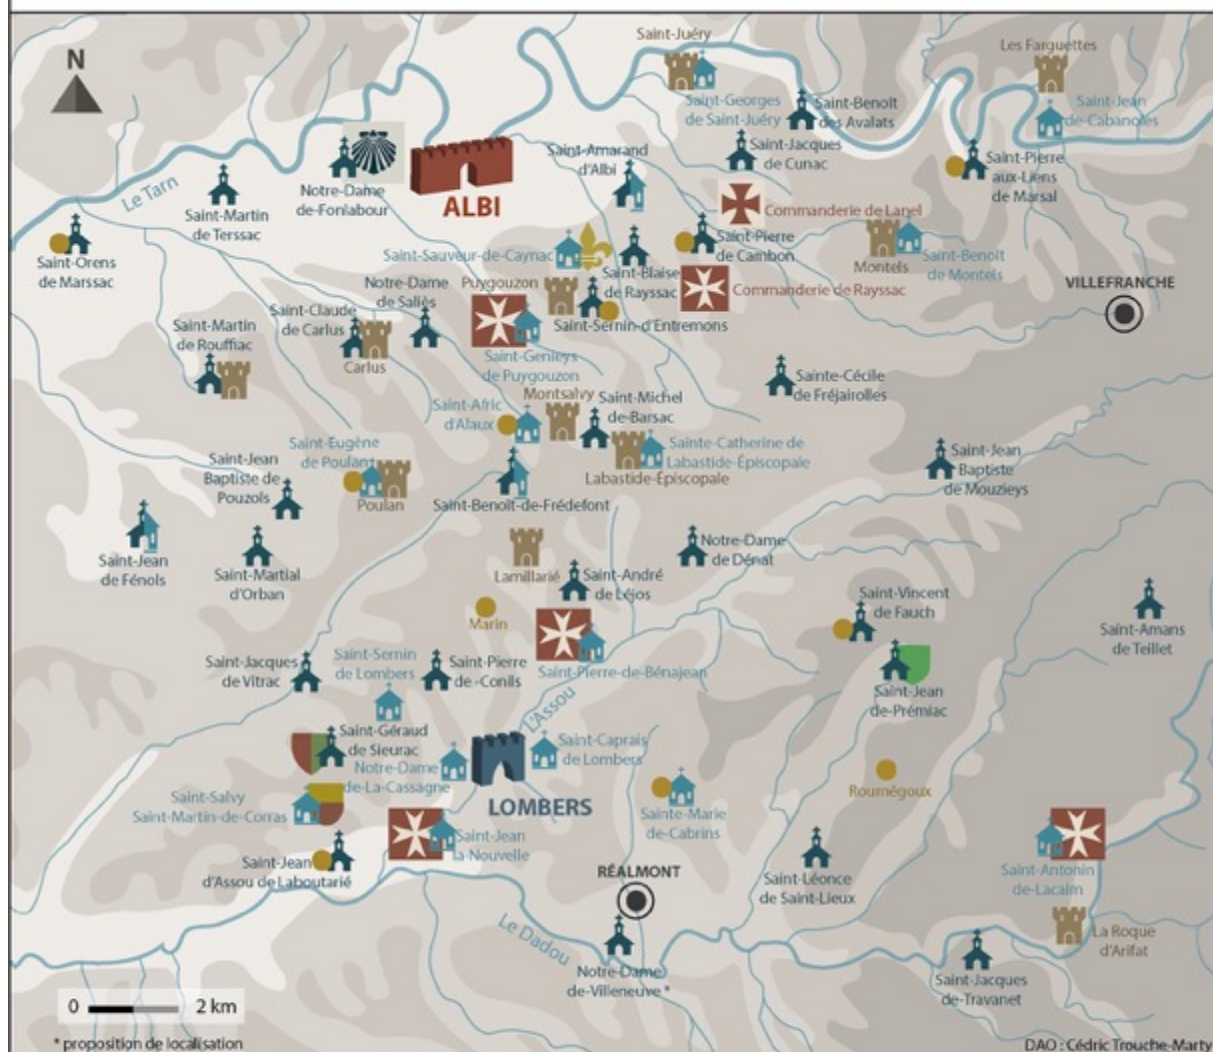 Saint-Juéry
Les Farguettes
N
Saint-Georges
de Saint-Juéry
Saint-Benoît
des Avalats
Saint-Jean
de-Cabanoles
Saint-Jacques
de Cunac
Saint-Amarand
d'Albi
Saint-Pierre
aux-Liens
de Marsal
Le Tarn
Notre-Dame
de-Fonlabour
ALBI
Saint-Martin
de Terssac
Commanderie de Lanel
Saint-Orens
de Marssac
Saint-Sauveur-de-Caynac
Saint-Pierre
de Cambon
Montels
Saint-Benoît
de Montels
Saint-Blaise
de Rayssac
Commanderie de Rayssac
VILLEFRANCHE
Notre-Dame
de Saliès
Puygouzon
Saint-Claude
de Carlus
Saint-Sernin-d'Entremons
Saint-Martin
de Rouffiac
Carlus
Saint-Genieys
de Puygouzon
Sainte-Cécile
de Fréjairolles
Montsalvy
Saint-Michel
de-Barsac
Saint-Afric
d'Alaux
Saint-Eugène
de Poulan
Sainte-Catherine de
Labastide-Épiscopale
Labastide-Épiscopale
Saint-Jean
Baptiste de
Pouzols
Poulan
Saint-Benoît-de-Frédefont
Saint-Jean
Baptiste
de Mouzieys
Saint-Jean
de Fénols
Saint-Martial
d'Orban
Lamillarié
Saint-André
de Léjos
Notre-Dame
de Dénat
Marin
Saint-Vincent
de Fauch
Saint-Amans
de Teillet
Saint-Jacques
de Vitrac
Saint-Sernin
de Lombers
Saint-Pierre
de -Conils
Saint-Pierre-de-Bénajean
Saint-Jean
de-Prémiac
L'Assou
Saint-Géraud
de Sieurac
Notre-Dame
de-La-Cassagne
Saint-Caprais
de Lombers
LOMBERS
Roumégoux
Saint-Salvy
Saint-Martin-de-Corras
Sainte-Marie
de-Cabrins
Saint-Jean
la-Nouvelle
Saint-Jean
d'Assou de Laboutarié
RÉALMONT
Saint-Léonce
de Saint-Lieux
Saint-Antonin
de-Lacalm
Le Dadou
La Roque
d'Arifat
Notre-Dame
de-Villeneuve *
Saint-Jacques
de-Travanet
0 2 km
* proposition de localisation
DAO : Cédric Trouche-Marty